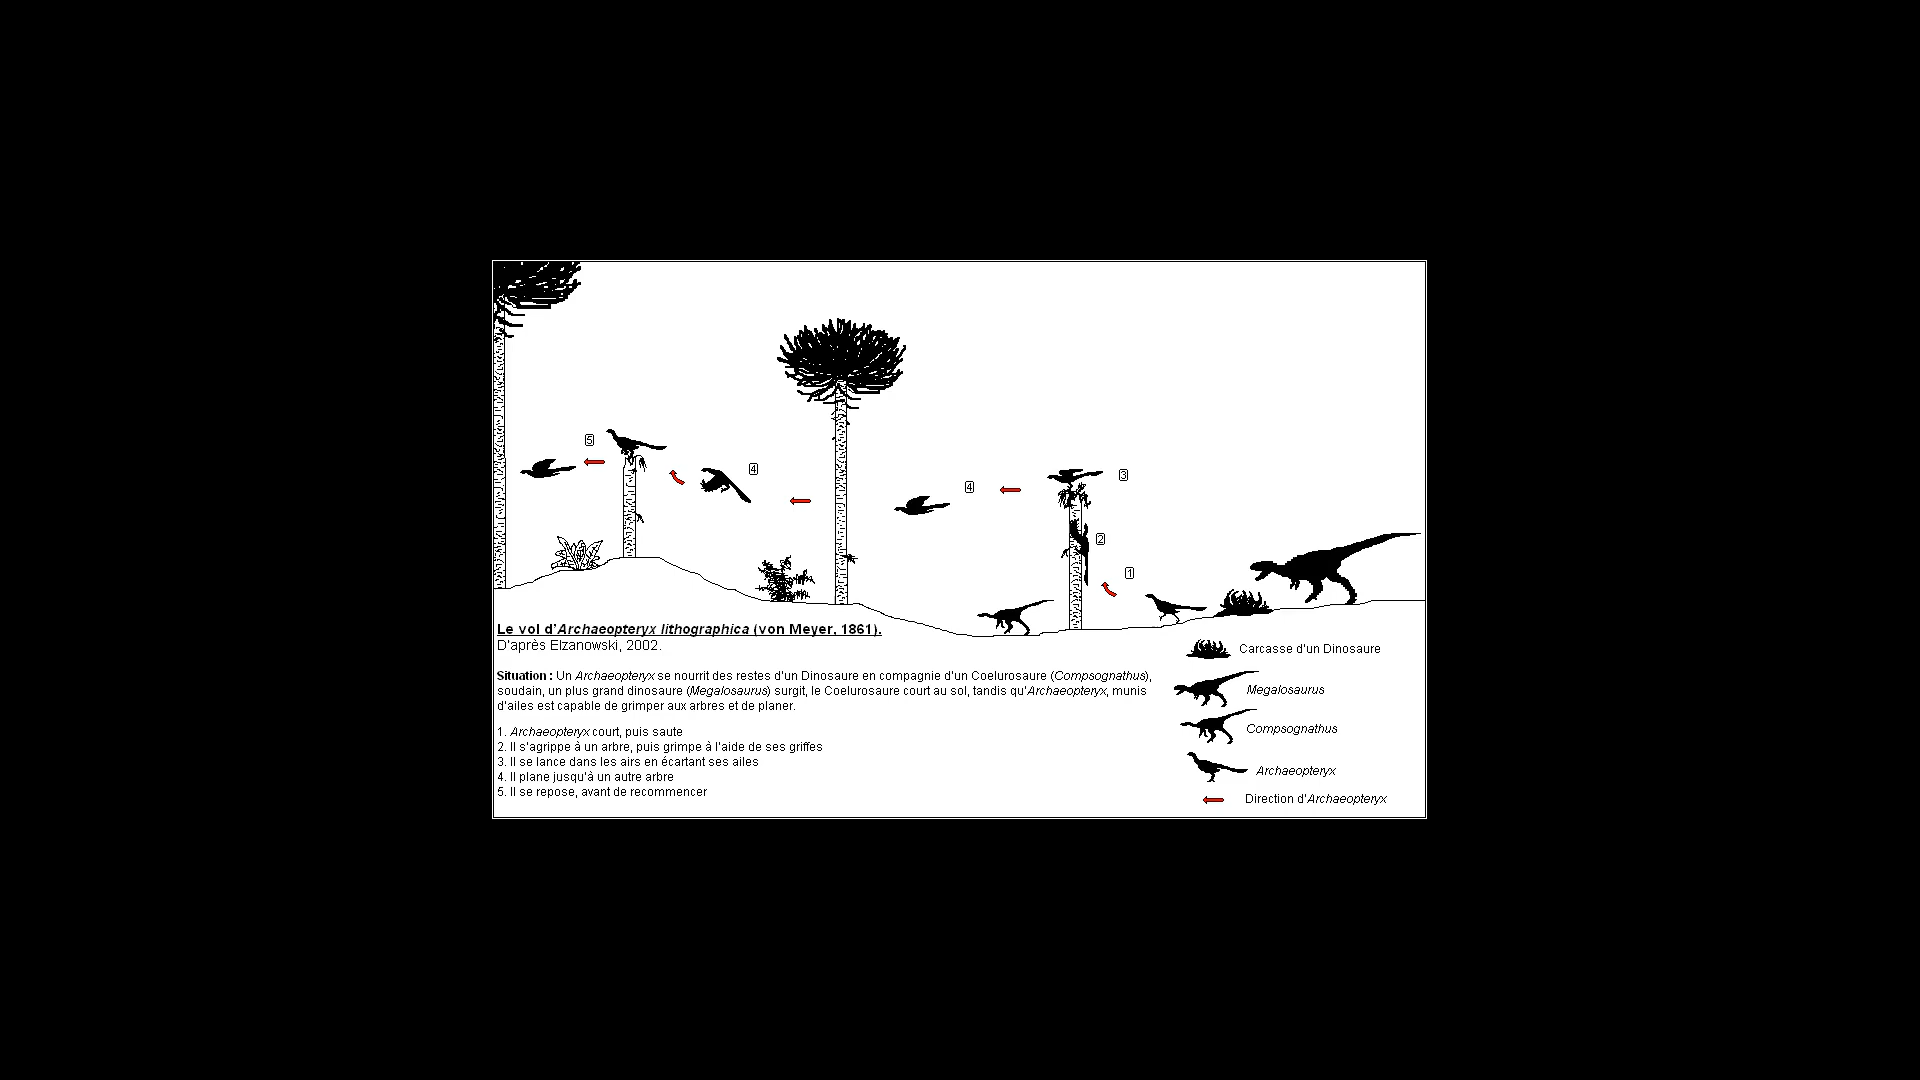 5
4
4
3
2
1
Le vol d'Archaeopteryx lithographica (von Meyer, 1861).
D'après Elzanowski, 2002.
Situation : Un Archaeopteryx se nourrit des restes d'un Dinosaure en compagnie d'un Coelurosaure (Compsognathus),
soudain, un plus grand dinosaure (Megalosaurus) surgit, le Coelurosaure court au sol, tandis qu'Archaeopteryx, munis
d'ailes est capable de grimper aux arbres et de planer.
1. Archaeopteryx court, puis saute
2. Il s'agrippe à un arbre, puis grimpe à l'aide de ses griffes
3. Il se lance dans les airs en écartant ses ailes
4. Il plane jusqu'à un autre arbre
5. Il se repose, avant de recommencer
Carcasse d'un Dinosaure
Megalosaurus
Compsognathus
Archaeopteryx
Direction d'Archaeopteryx